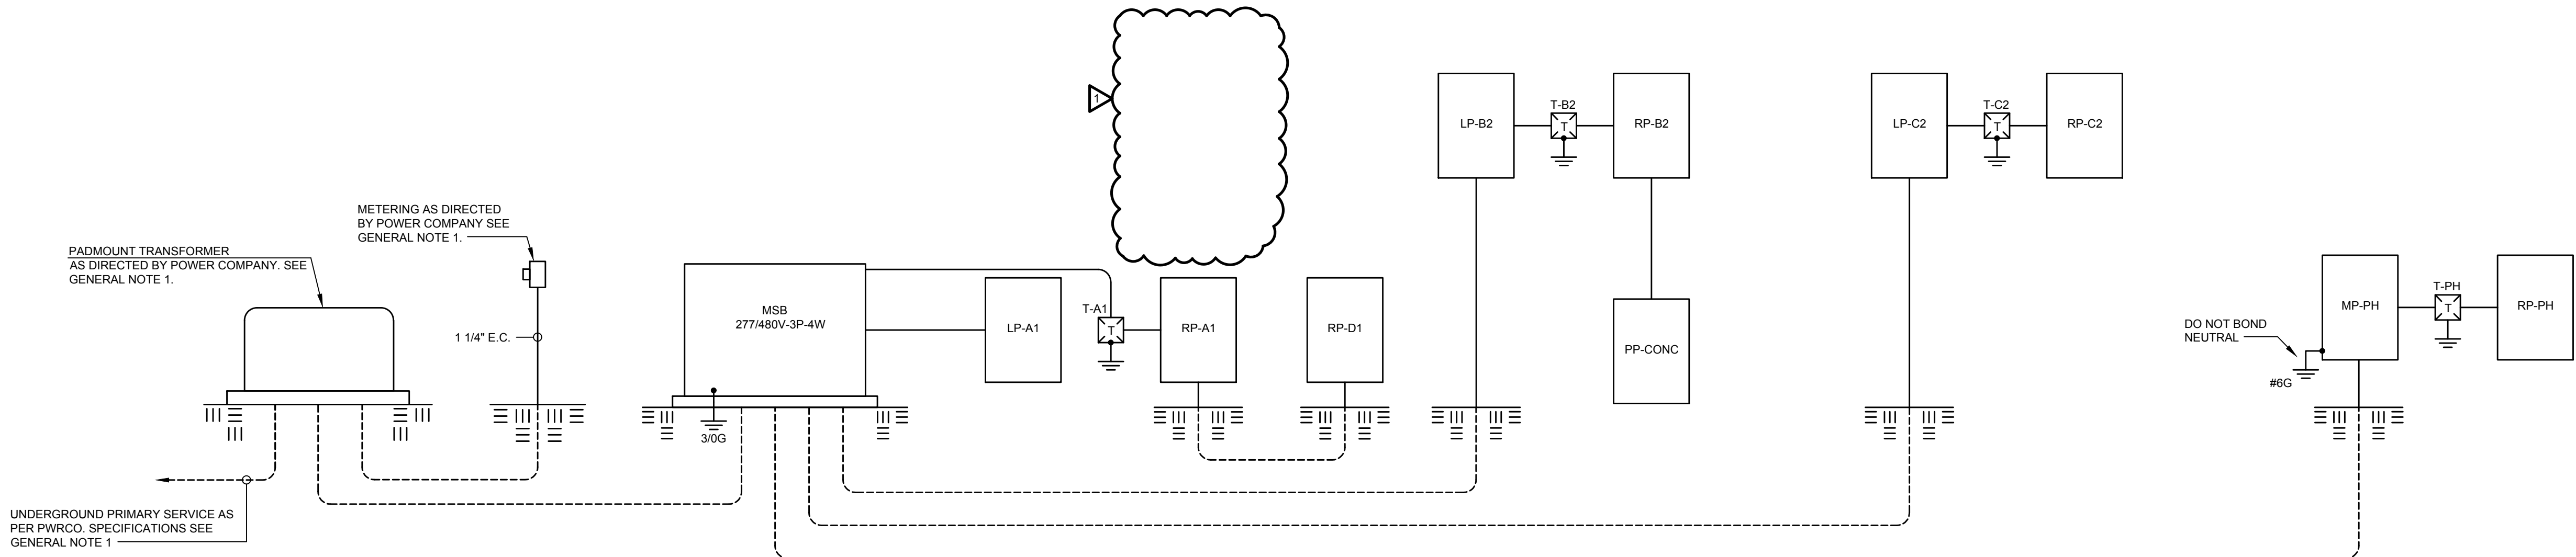 1
T-B2
T-C2
LP-B2
T
RP-B2
LP-C2
T
RP-C2
METERING AS DIRECTED
BY POWER COMPANY SEE
GENERAL NOTE 1.
PADMOUNT TRANSFORMER
AS DIRECTED BY POWER COMPANY. SEE
GENERAL NOTE 1.
1 1/4" E.C.
MSB
277/480V-3P-4W
LP-A1
T-A1
T
RP-A1
RP-D1
PP-CONC
DO NOT BOND
NEUTRAL
#6G
MP-PH
T-PH
T
RP-PH
3/0G
UNDERGROUND PRIMARY SERVICE AS
PER PWRCO. SPECIFICATIONS SEE
GENERAL NOTE 1